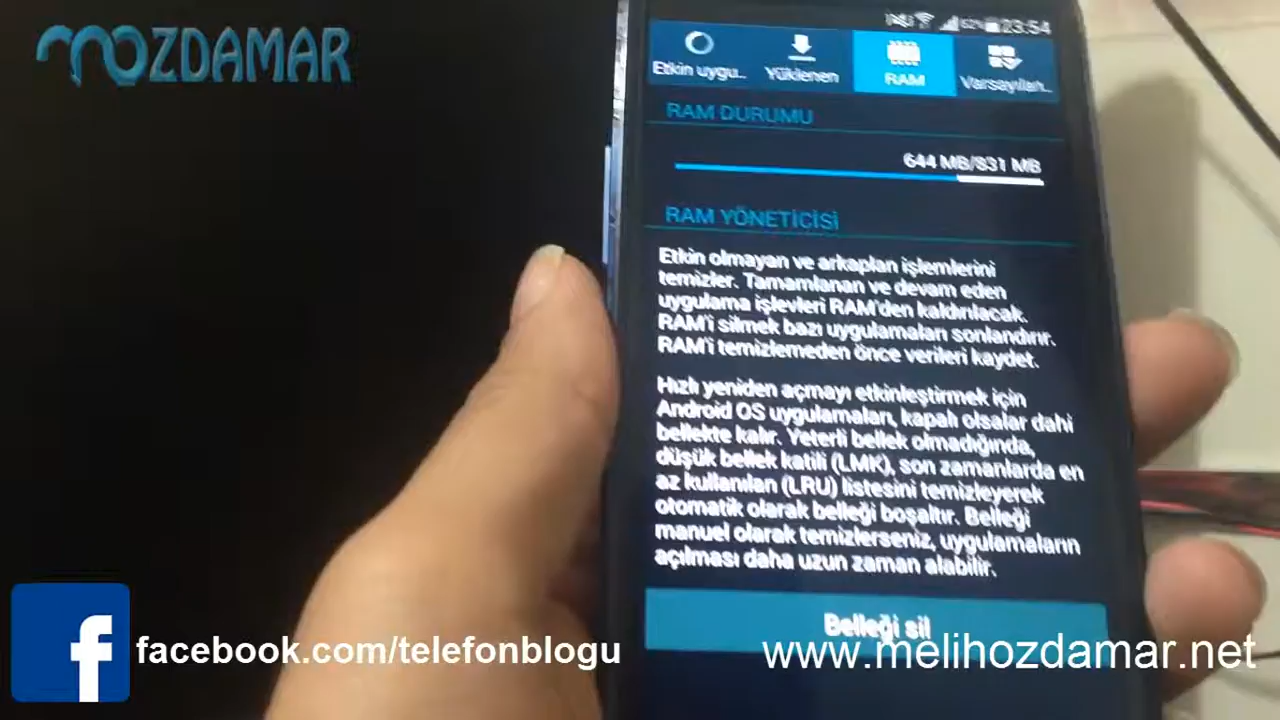 mOZDAMAR
62% 23:54
Etkin uygu.. Yüklenen RAM Varsayılan..
RAM DURUMU
644 MB/831 MB
RAM YÖNETİCİSİ
Etkin olmayan ve arkaplan işlemlerini
temizler. Tamamlanan ve devam eden
uygulama işlevleri RAM'den kaldırılacak.
RAM'i silmek bazı uygulamaları sonlandırır.
RAM'i temizlemeden önce verileri kaydet.
Hızlı yeniden açmayı etkinleştirmek için
Android OS uygulamaları, kapalı olsalar dahi
bellekte kalır. Yeterli bellek olmadığında,
düşük bellek katili (LMK), son zamanlarda en
az kullanılan (LRU) listesini temizleyerek
otomatik olarak belleği boşaltır. Belleği
manuel olarak temizlerseniz, uygulamaların
açılması daha uzun zaman alabilir.
Belleği sil
f facebook.com/telefonblogu
www.melihozdamar.net